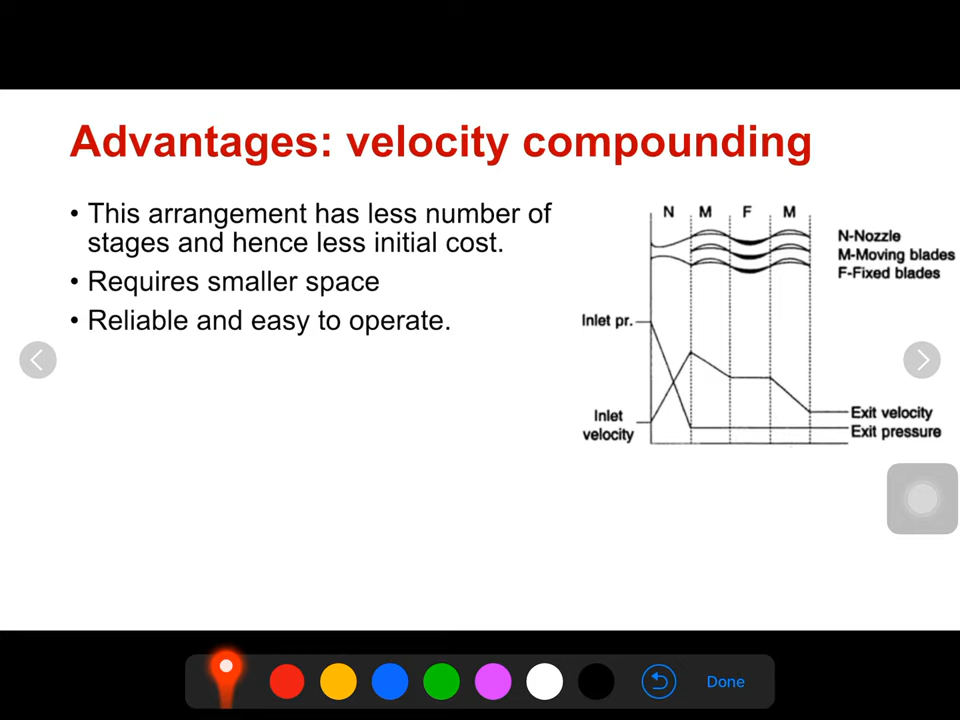 Advantages: velocity compounding
• This arrangement has less number of
stages and hence less initial cost.
• Requires smaller space
• Reliable and easy to operate.
N M F M
N-Nozzle
M-Moving blades
F-Fixed blades
Inlet pr.
Inlet
velocity
Exit velocity
Exit pressure
Done